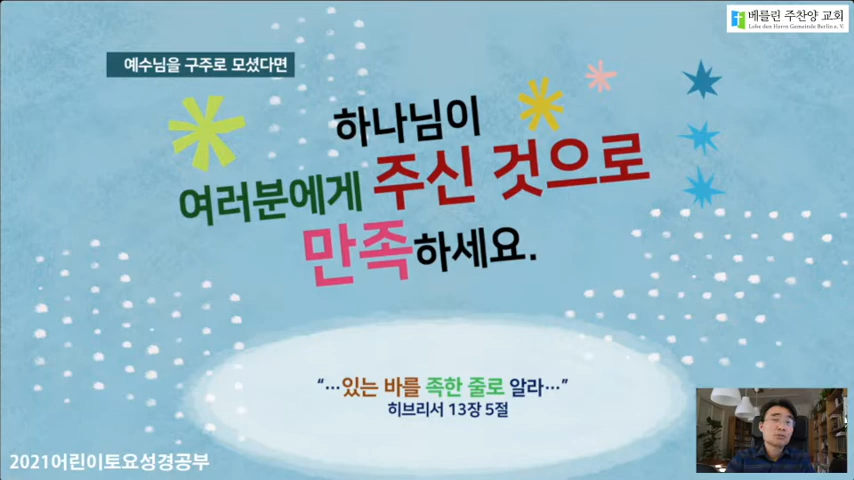 베를린 주찬양 교회
Lobe den Herrn Gemeinde Berlin e. V.
예수님을 구주로 모셨다면
하나님이
여러분에게 주신 것으로
만족하세요.
“…있는 바를 족한 줄로 알라…”
히브리서 13장 5절
2021어린이토요성경공부